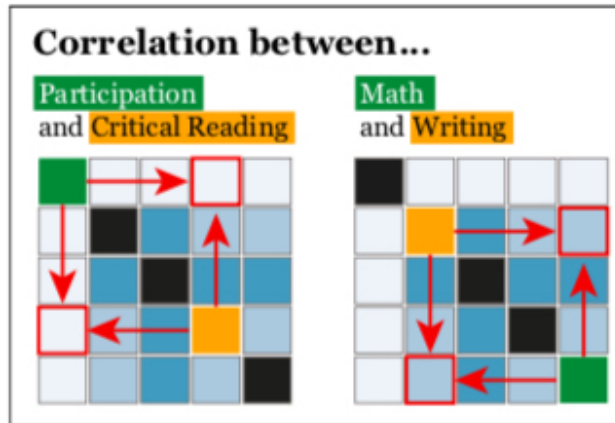 Correlation between...
Participation
and Critical Reading
Math
and Writing